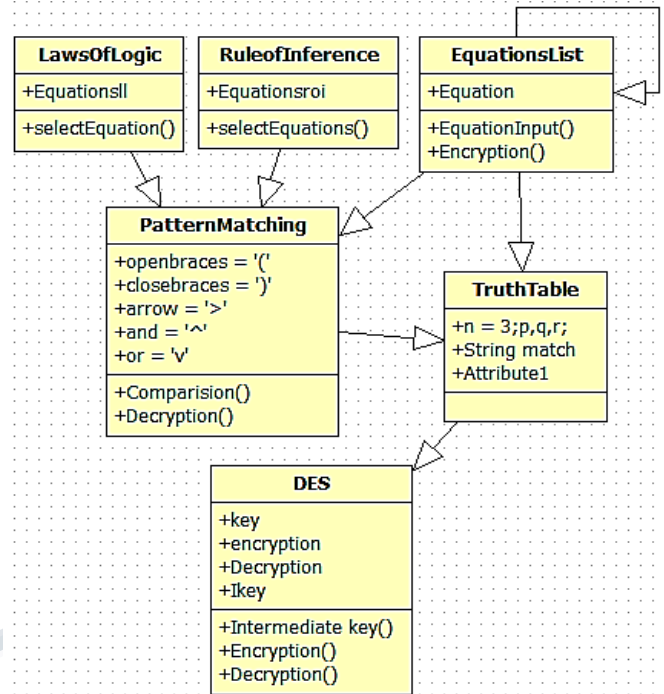 LawsOfLogic
+Equationsll
+selectEquation()
RuleofInference
+Equationsroi
+selectEquations()
EquationsList
+Equation
+EquationInput()
+Encryption()
PatternMatching
+openbraces = '('
+closebraces = ')'
+arrow = '>'
+and = '^'
+or = 'v'
+Comparision()
+Decryption()
TruthTable
+n = 3;p,q,r;
+String match
+Attribute1
DES
+key
+encryption
+Decryption
+Ikey
+Intermediate key()
+Encryption()
+Decryption()